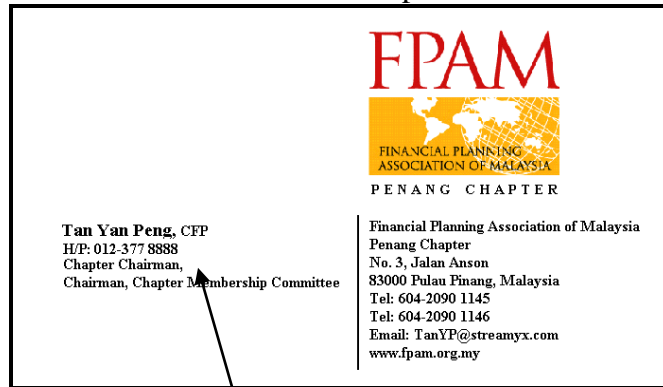 FPAM
FINANCIAL PLANNING
ASSOCIATION OF MALAYSIA
PENANG CHAPTER
Tan Yan Peng, CFP
H/P: 012-377 8888
Chapter Chairman,
Chairman, Chapter Membership Committee
Financial Planning Association of Malaysia
Penang Chapter
No. 3, Jalan Anson
83000 Pulau Pinang, Malaysia
Tel: 604-2090 1145
Tel: 604-2090 1146
Email: TanYP@streamyx.com
www.fpam.org.my